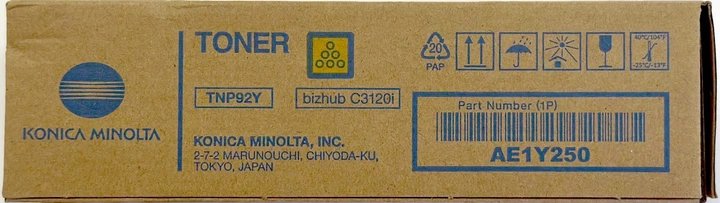 KONICA MINOLTA
TONER
TNP92Y
bizhub C3120i
KONICA MINOLTA, INC.
2-7-2 MARUNOUCHI, CHIYODA-KU,
TOKYO, JAPAN
20
PAP
40°C/104°F
-25°C/-13°F
Part Number (1P)
AE1Y250